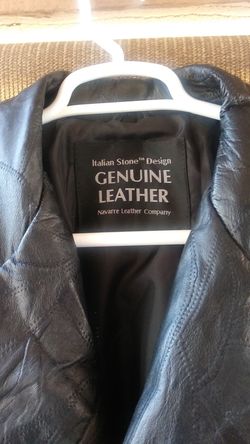 Italian Stone™ Design
GENUINE
LEATHER
Navarre Leather Company